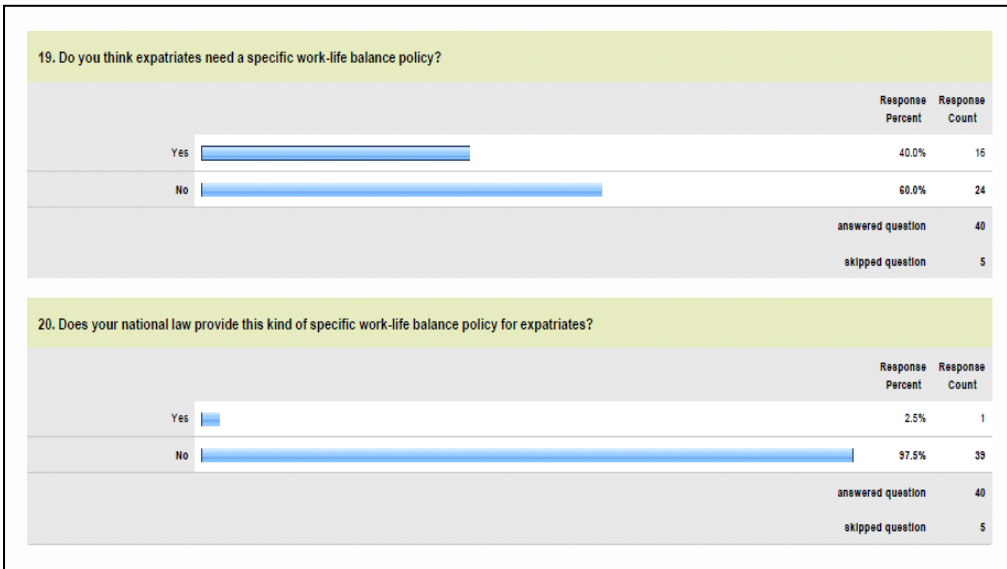 19. Do you think expatriates need a specific work-life balance policy?
Response Percent Response Count
Yes 40.0% 16
No 60.0% 24
answered question 40
skipped question 5
20. Does your national law provide this kind of specific work-life balance policy for expatriates?
Response Percent Response Count
Yes 2.5% 1
No 97.5% 39
answered question 40
skipped question 5